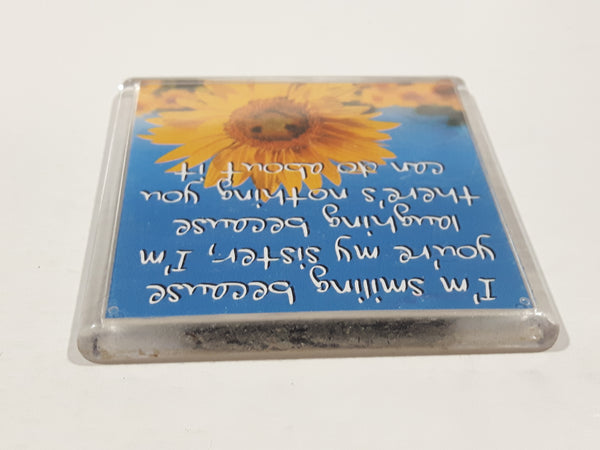 I'm smiling because
you're my sister, I'm
laughing because
there's nothing you
can do about it